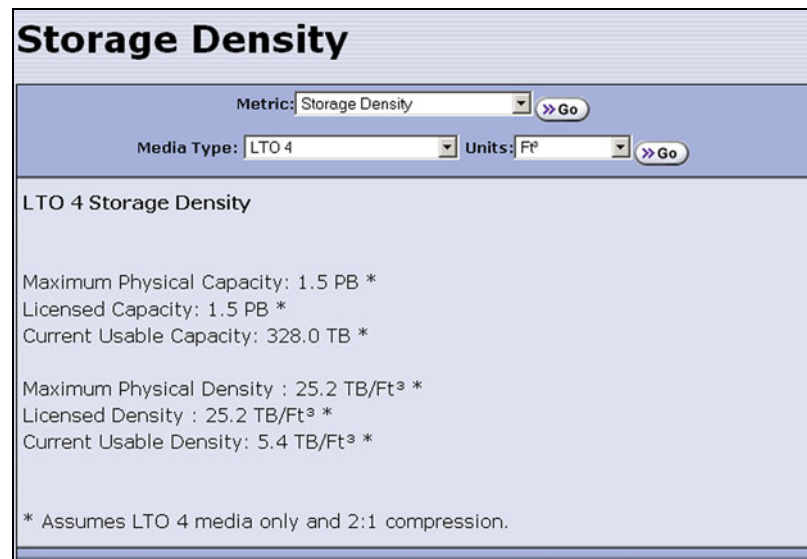 Storage Density
Metric: Storage Density >> Go
Media Type: LTO 4 Units: Ft³ >> Go
LTO 4 Storage Density
Maximum Physical Capacity: 1.5 PB *
Licensed Capacity: 1.5 PB *
Current Usable Capacity: 328.0 TB *
Maximum Physical Density : 25.2 TB/Ft³ *
Licensed Density : 25.2 TB/Ft³ *
Current Usable Density: 5.4 TB/Ft³ *
* Assumes LTO 4 media only and 2:1 compression.